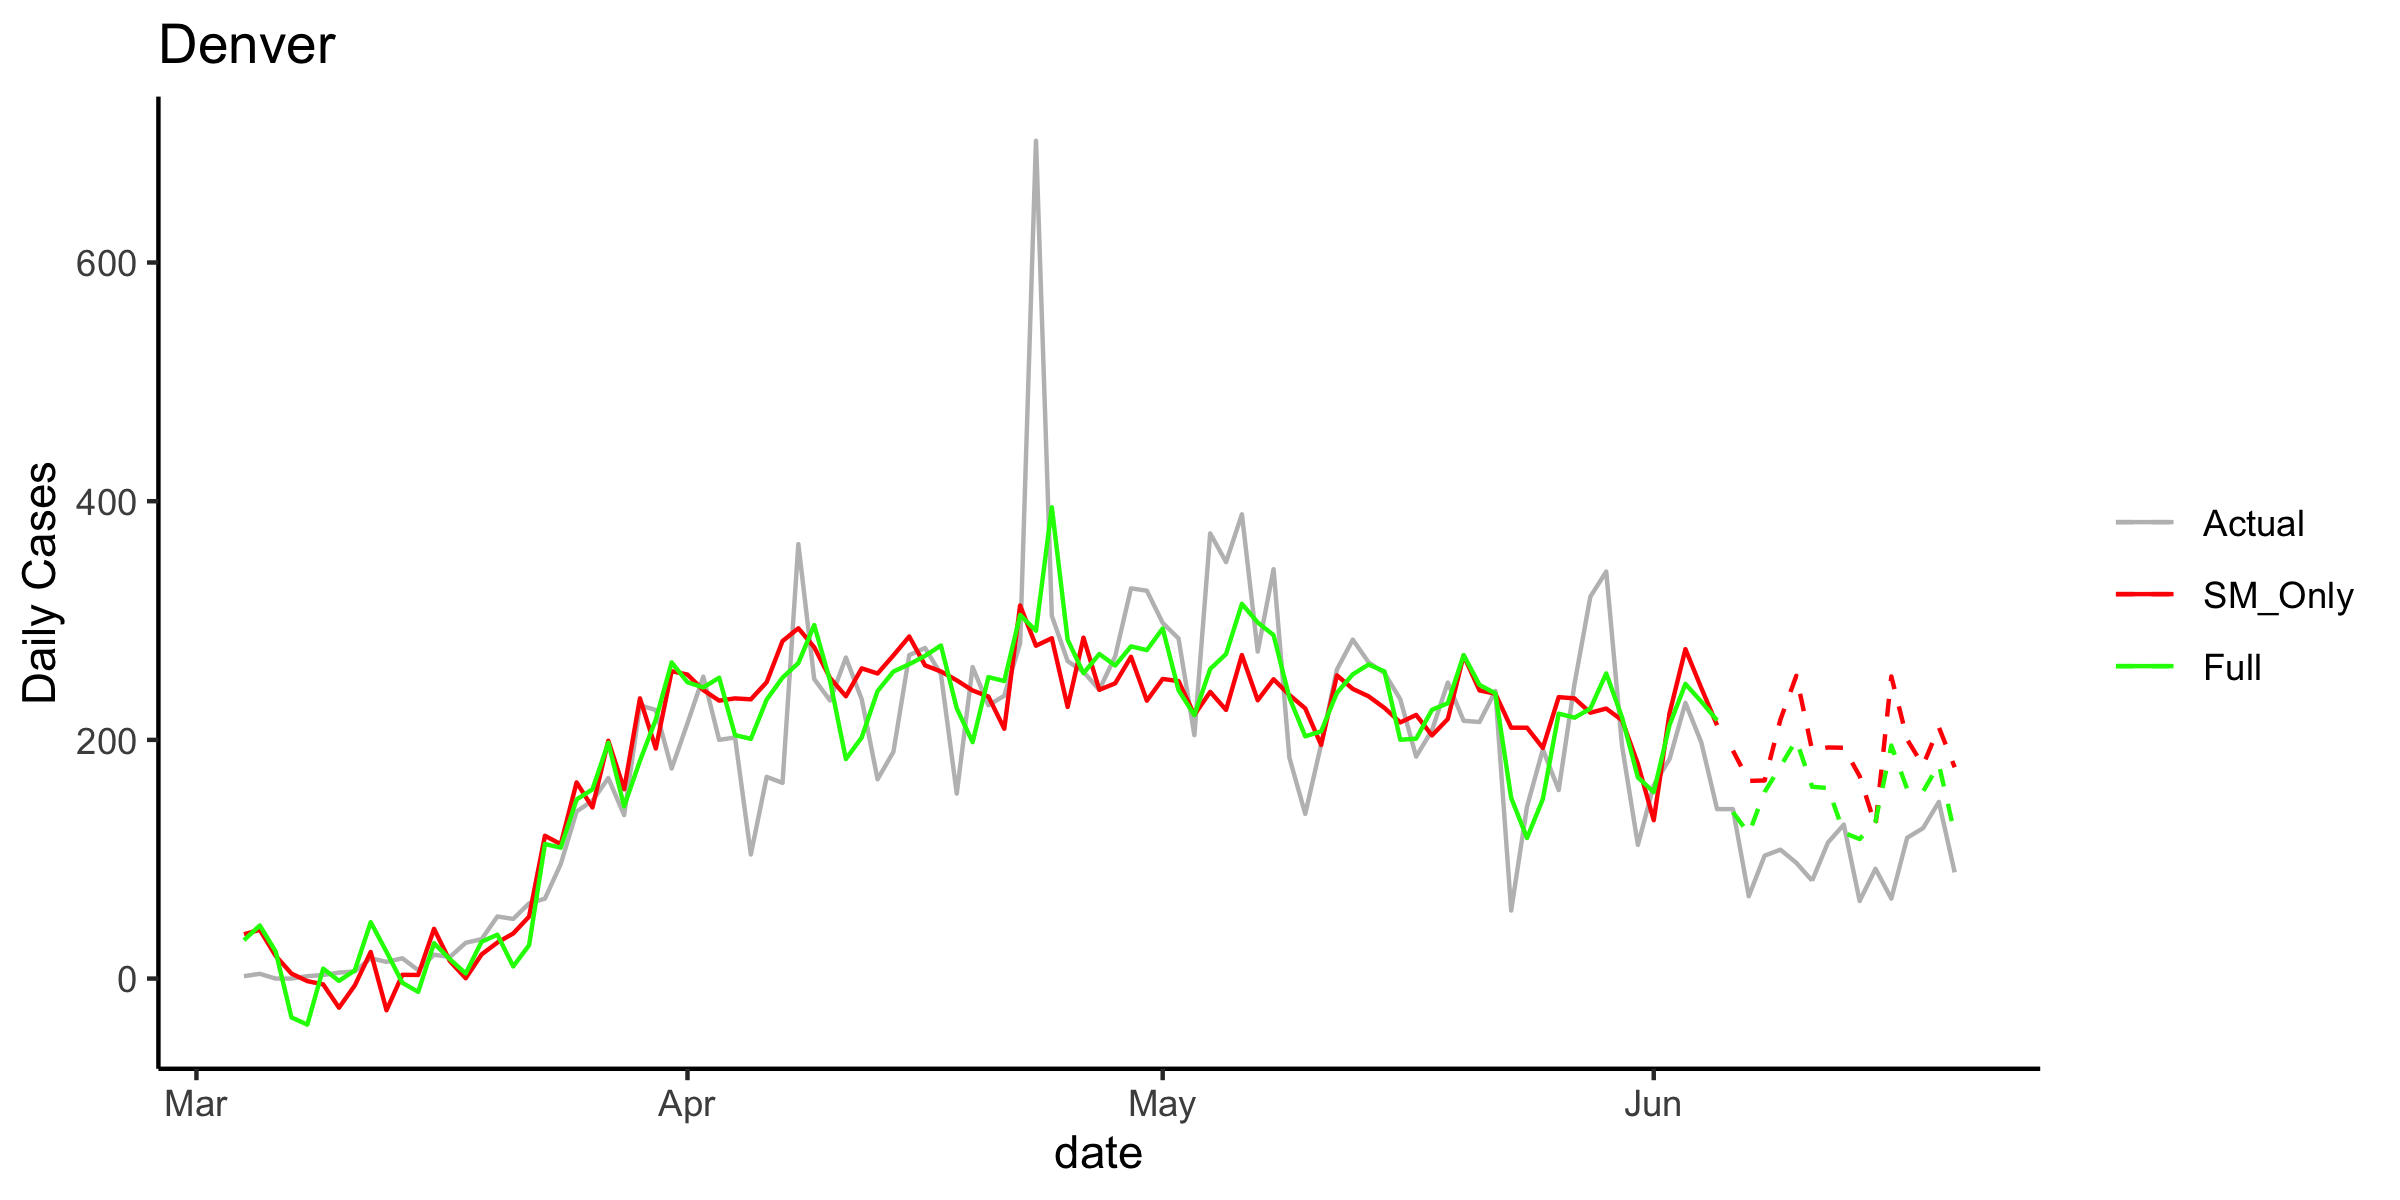 Denver
Daily Cases
600
400
200
0
Mar
Apr
May
Jun
date
Actual
SM_Only
Full